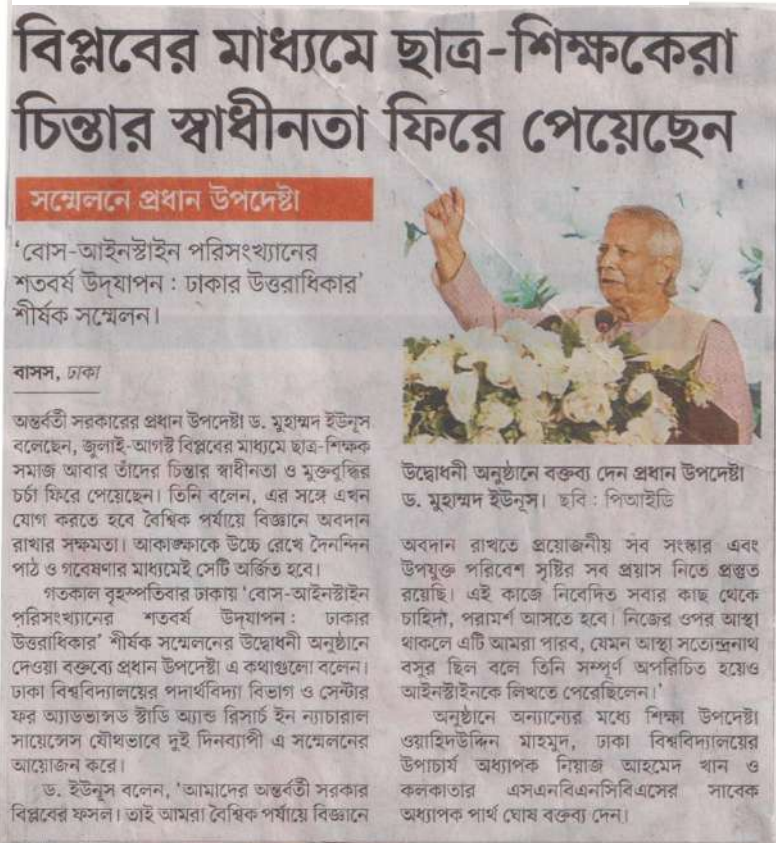 বিপ্লবের মাধ্যমে ছাত্র-শিক্ষকেরা
চিন্তার স্বাধীনতা ফিরে পেয়েছেন
সম্মেলনে প্রধান উপদেষ্টা
‘বোস-আইনস্টাইন পরিসংখ্যানের
শতবর্ষ উদ্‌যাপন : ঢাকার উত্তরাধিকার’
শীর্ষক সম্মেলন।
বাসস, ঢাকা
অন্তর্বর্তী সরকারের প্রধান উপদেষ্টা ড. মুহাম্মদ ইউনূস
বলেছেন, জুলাই-আগস্ট বিপ্লবের মাধ্যমে ছাত্র-শিক্ষক
সমাজ আবার তাঁদের চিন্তার স্বাধীনতা ও মুক্তবুদ্ধির
চর্চা ফিরে পেয়েছেন। তিনি বলেন, এর সঙ্গে এখন
যোগ করতে হবে বৈশ্বিক পর্যায়ে বিজ্ঞানে অবদান
রাখার সক্ষমতা। আকাঙ্ক্ষাকে উচ্চে রেখে দৈনন্দিন
পাঠ ও গবেষণার মাধ্যমেই সেটি অর্জিত হবে।
গতকাল বৃহস্পতিবার ঢাকায় ‘বোস-আইনস্টাইন
পরিসংখ্যানের শতবর্ষ উদ্‌যাপন : ঢাকার
উত্তরাধিকার’ শীর্ষক সম্মেলনের উদ্বোধনী অনুষ্ঠানে
দেওয়া বক্তব্যে প্রধান উপদেষ্টা এ কথাগুলো বলেন।
ঢাকা বিশ্ববিদ্যালয়ের পদার্থবিদ্যা বিভাগ ও সেন্টার
ফর অ্যাডভান্সড স্টাডি অ্যান্ড রিসার্চ ইন ন্যাচারাল
সায়েন্সেস যৌথভাবে দুই দিনব্যাপী এ সম্মেলনের
আয়োজন করে।
ড. ইউনূস বলেন, ‘আমাদের অন্তর্বর্তী সরকার
বিপ্লবের ফসল। তাই আমরা বৈশ্বিক পর্যায়ে বিজ্ঞানে
উদ্বোধনী অনুষ্ঠানে বক্তব্য দেন প্রধান উপদেষ্টা
ড. মুহাম্মদ ইউনূস। ছবি : পিআইডি
অবদান রাখতে প্রয়োজনীয় সব সংস্কার এবং
উপযুক্ত পরিবেশ সৃষ্টির সব প্রয়াস নিতে প্রস্তুত
রয়েছি। এই কাজে নিবেদিত সবার কাছ থেকে
চাহিদা, পরামর্শ আসতে হবে। নিজের ওপর আস্থা
থাকলে এটি আমরা পারব, যেমন আস্থা সত্যেন্দ্রনাথ
বসুর ছিল বলে তিনি সম্পূর্ণ অপরিচিত হয়েও
আইনস্টাইনকে লিখতে পেরেছিলেন।’
অনুষ্ঠানে অন্যান্যের মধ্যে শিক্ষা উপদেষ্টা
ওয়াহিদউদ্দিন মাহমুদ, ঢাকা বিশ্ববিদ্যালয়ের
উপাচার্য অধ্যাপক নিয়াজ আহমেদ খান ও
কলকাতার এসএনবিএনসিবিএসের সাবেক
অধ্যাপক পার্থ ঘোষ বক্তব্য দেন।